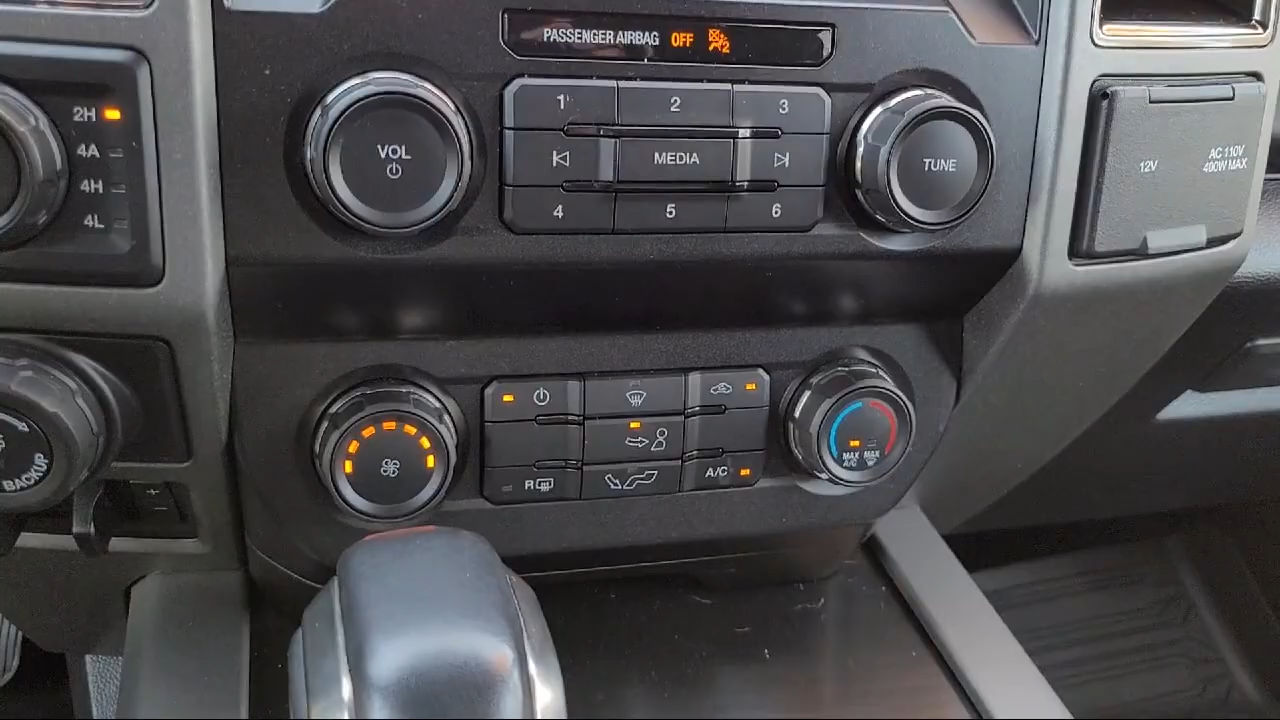 PASSENGER AIRBAG OFF 2
2H
4A
4H
4L
VOL
1 2 3
MEDIA
4 5 6
TUNE
12V
AC 110V
400W MAX
BACKUP
+
-
R
A/C
MAX
A/C
MAX